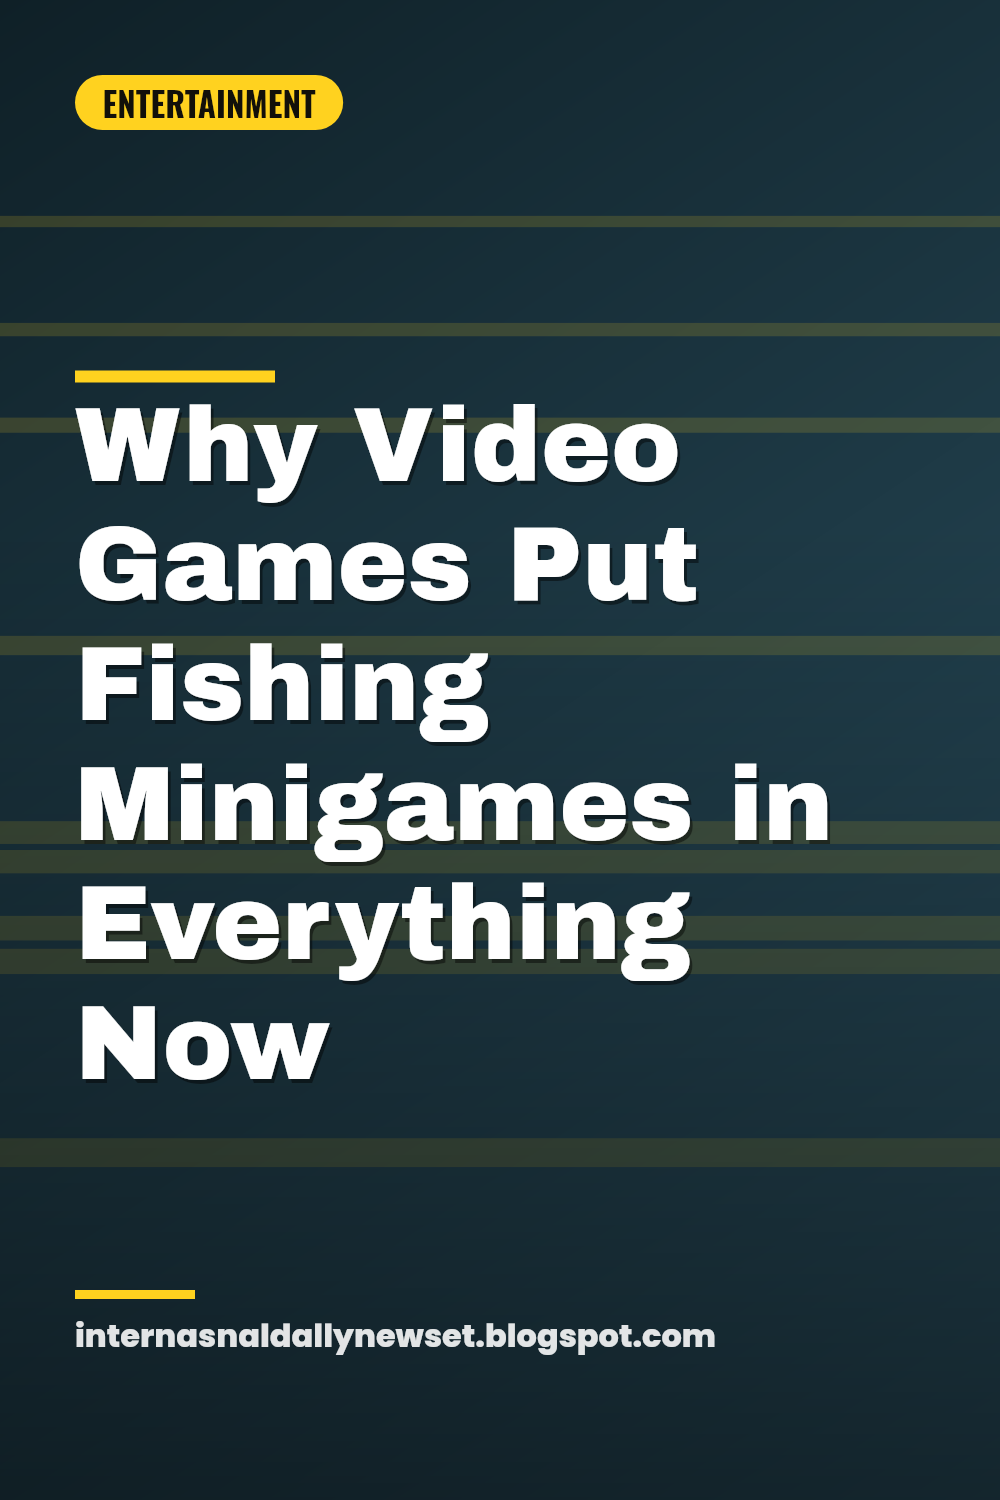 ENTERTAINMENT
Why Video
Games Put
Fishing
Minigames in
Everything
Now
internasnaldallynewset.blogspot.com